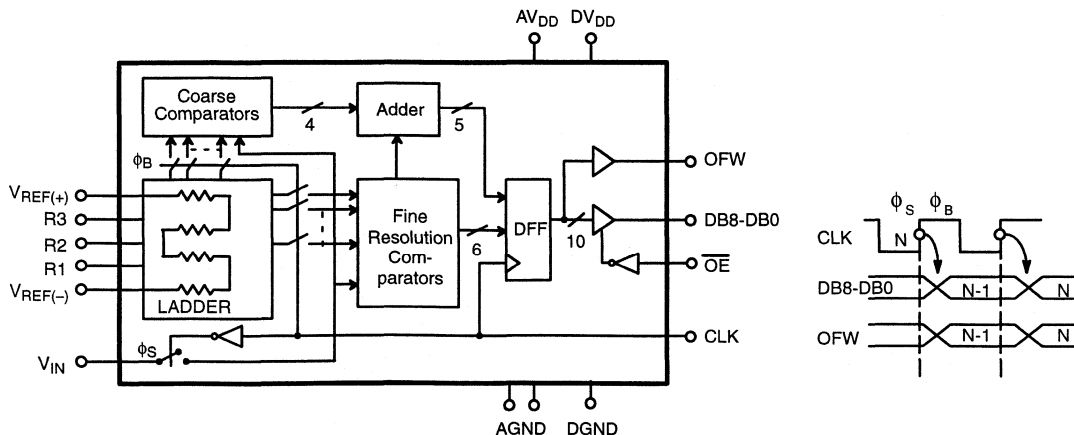 AVDD DVDD
Coarse
Comparators
4
Adder
5
ϕB
OFW
VREF(+)
R3
R2
R1
VREF(−)
LADDER
Fine
Resolution
Com-
parators
6
DFF
10
DB8-DB0
OE
ϕS
CLK
VIN
AGND DGND
ϕS ϕB
CLK
N
DB8-DB0
N-1
N
OFW
N-1
N